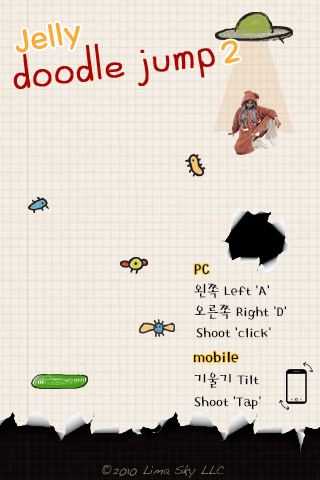 Jelly
doodle jump 2
PC
왼쪽 Left 'A'
오른쪽 Right 'D'
Shoot 'click'
mobile
기울기 Tilt
Shoot 'Tap'
©2010 Lima Sky LLC